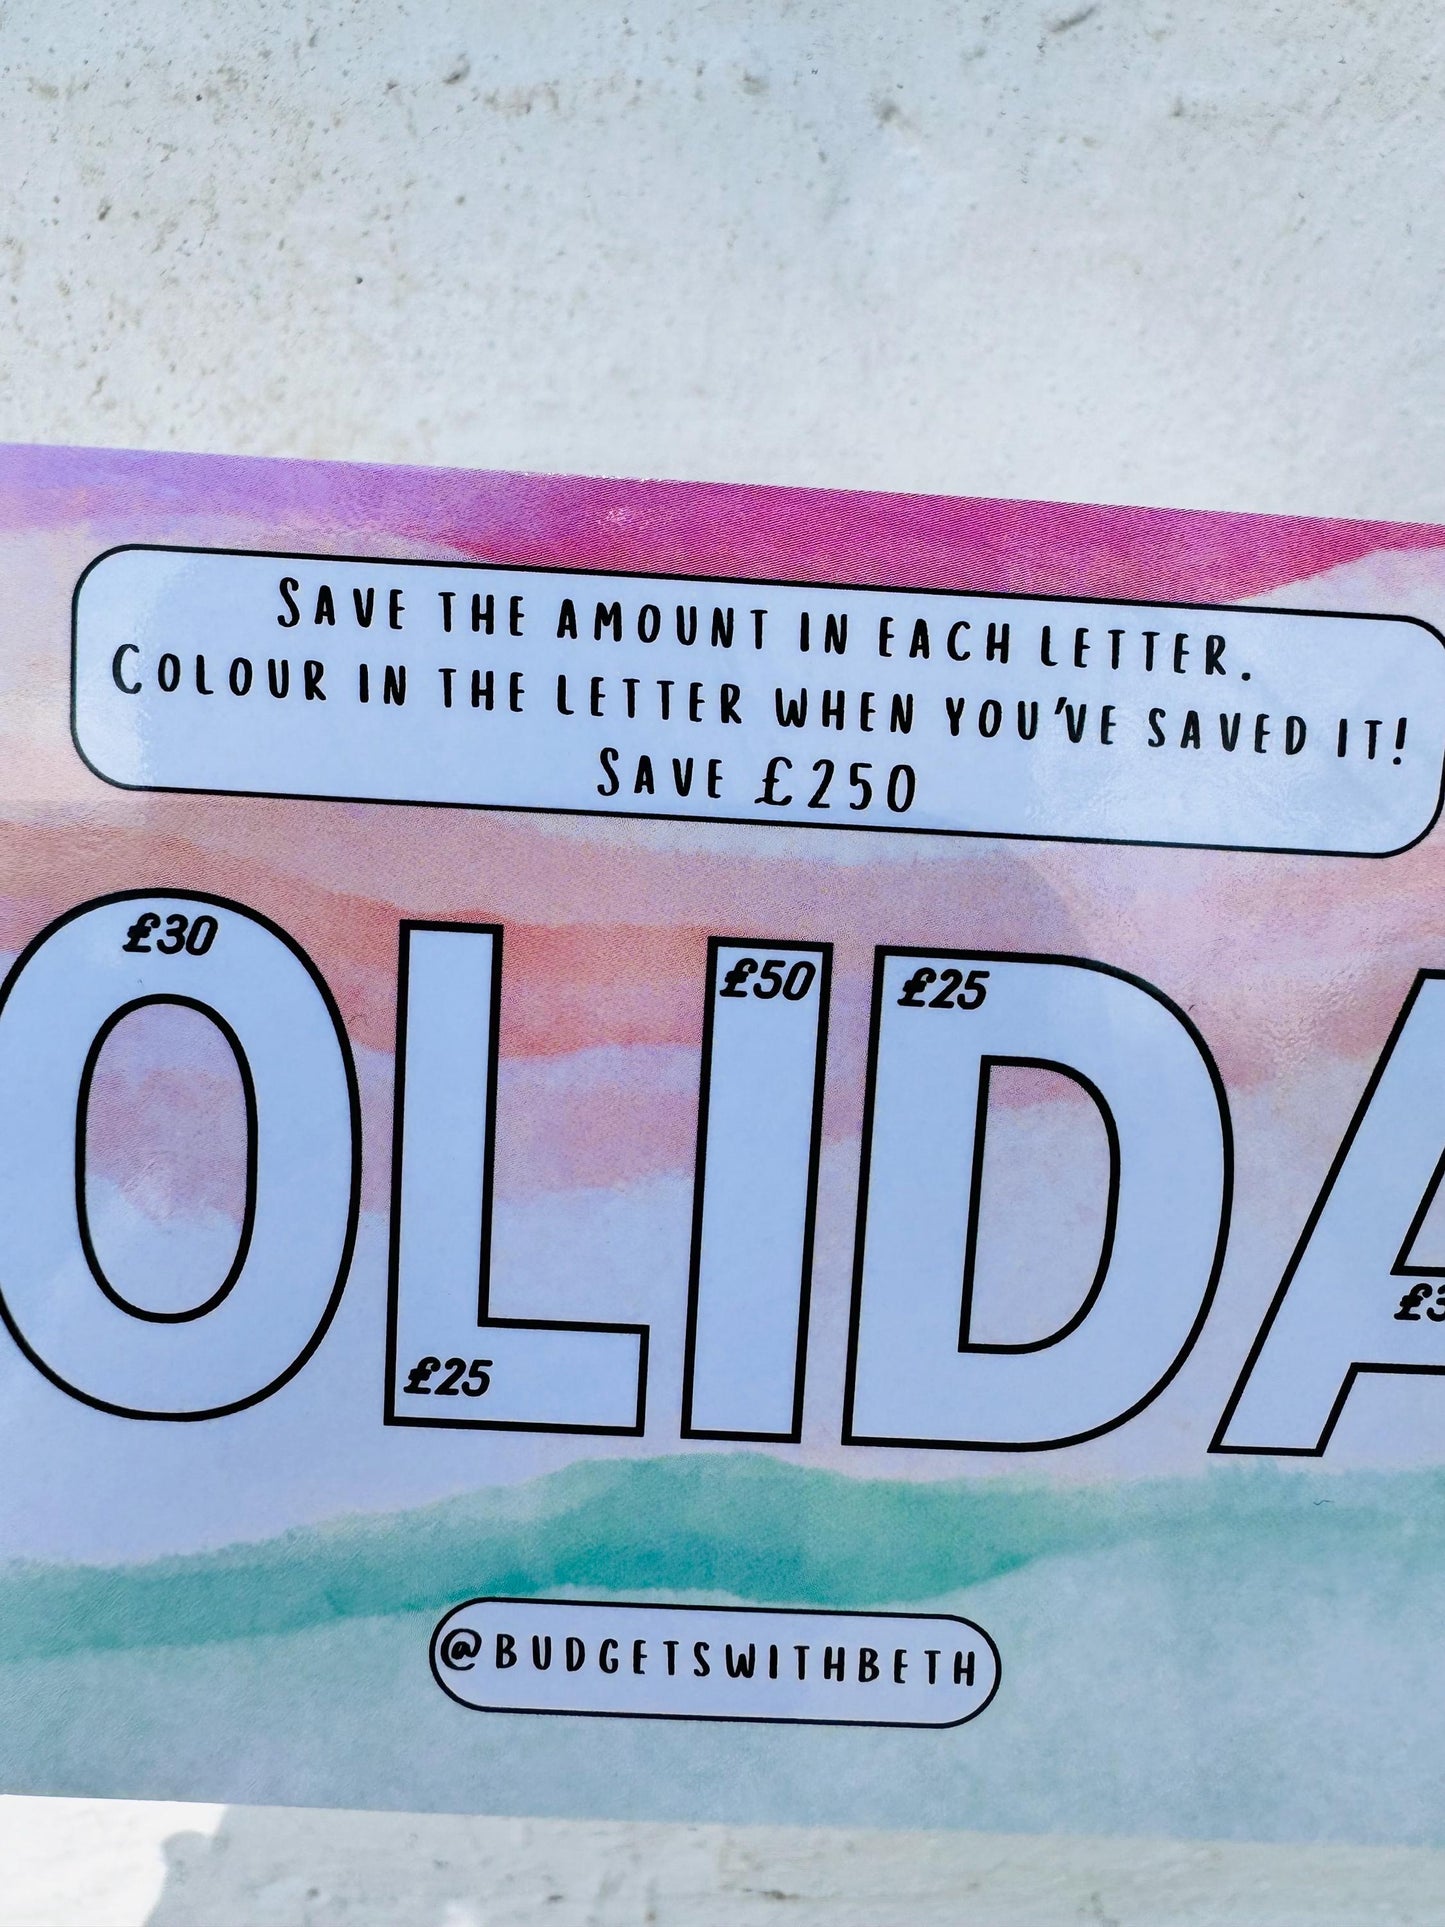 Save the amount in each letter.
Colour in the letter when you've saved it!
Save £250
OLIDA
£30 £50 £25
£3
£25
@BUDGETSWITHBETH